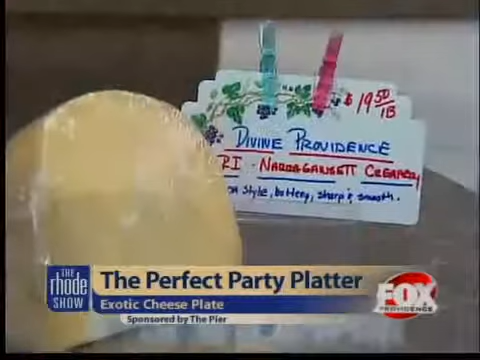 $19.50/lb
DIVINE PROVIDENCE
RI - NARRAGANSETT CREAMERY
style, buttery, sharp & smooth.
THE rhode SHOW
The Perfect Party Platter
Exotic Cheese Plate
Sponsored by The Pier
FOX
PROVIDENCE